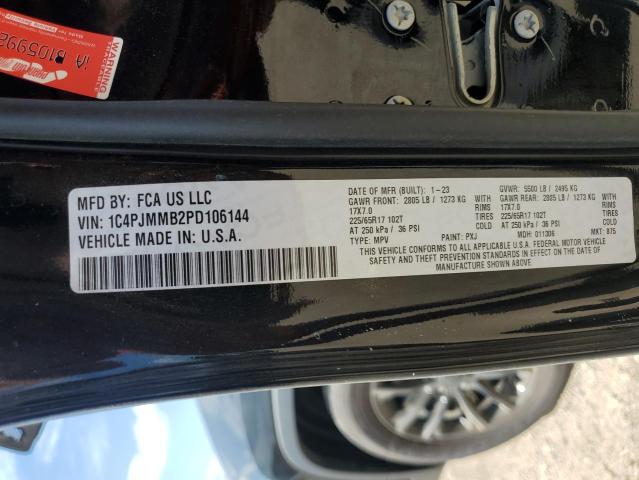 WARNING
iA B105992
MFD BY: FCA US LLC
VIN: 1C4PJMMB2PD106144
VEHICLE MADE IN: U.S.A.
DATE OF MFR (BUILT): 1-23 GVWR: 5500 LB / 2495 KG
GAWR FRONT: 2805 LB / 1273 KG WITH GAWR REAR: 2805 LB / 1273 KG WITH
17X7.0 RIMS 17X7.0 RIMS
225/65R17 102T TIRES 225/65R17 102T TIRES
AT 250 kPa / 36 PSI COLD AT 250 kPa / 36 PSI COLD
TYPE: MPV PAINT: PXJ MDH: 011306 MKT: 875
THIS VEHICLE CONFORMS TO ALL APPLICABLE U.S.A. FEDERAL MOTOR VEHICLE
SAFETY AND THEFT PREVENTION STANDARDS IN EFFECT ON THE DATE OF
MANUFACTURE SHOWN ABOVE